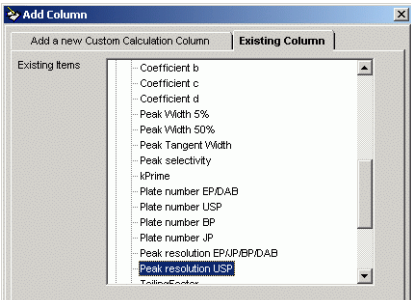 Add Column
Add a new Custom Calculation Column
Existing Column
Existing Items
Coefficient b
Coefficient c
Coefficient d
Peak Width 5%
Peak Width 50%
Peak Tangent Width
Peak selectivity
kPrime
Plate number EP/DAB
Plate number USP
Plate number BP
Plate number JP
Peak resolution EP/JP/BP/DAB
Peak resolution USP